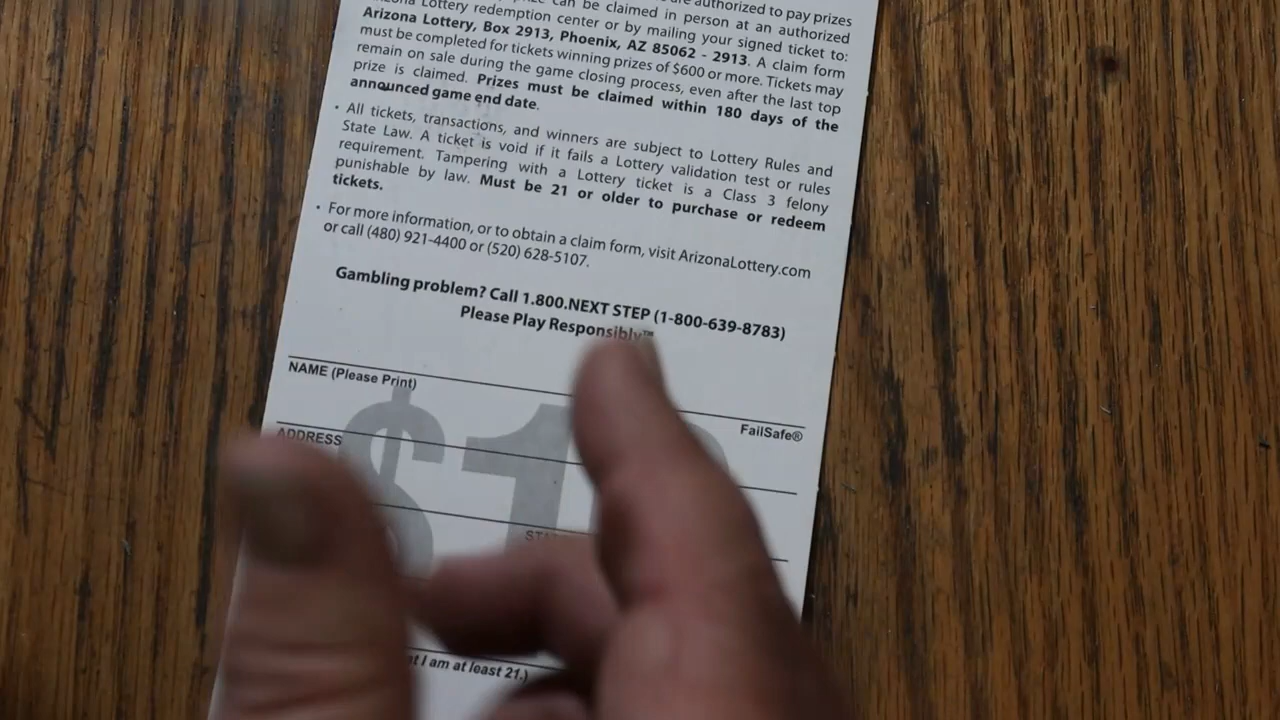 are authorized to pay prizes
prize can be claimed in person at an authorized
Lottery redemption center or by mailing your signed ticket to:
Arizona Lottery, Box 2913, Phoenix, AZ 85062 - 2913. A claim form
must be completed for tickets winning prizes of $600 or more. Tickets may
remain on sale during the game closing process, even after the last top
prize is claimed. Prizes must be claimed within 180 days of the
announced game end date.
• All tickets, transactions, and winners are subject to Lottery Rules and
State Law. A ticket is void if it fails a Lottery validation test or rules
requirement. Tampering with a Lottery ticket is a Class 3 felony
punishable by law. Must be 21 or older to purchase or redeem
tickets.
• For more information, or to obtain a claim form, visit ArizonaLottery.com
or call (480) 921-4400 or (520) 628-5107.
Gambling problem? Call 1.800.NEXT STEP (1-800-639-8783)
Please Play Responsibly™
NAME (Please Print)
FailSafe®
ADDRESS
$1
I am at least 21.)